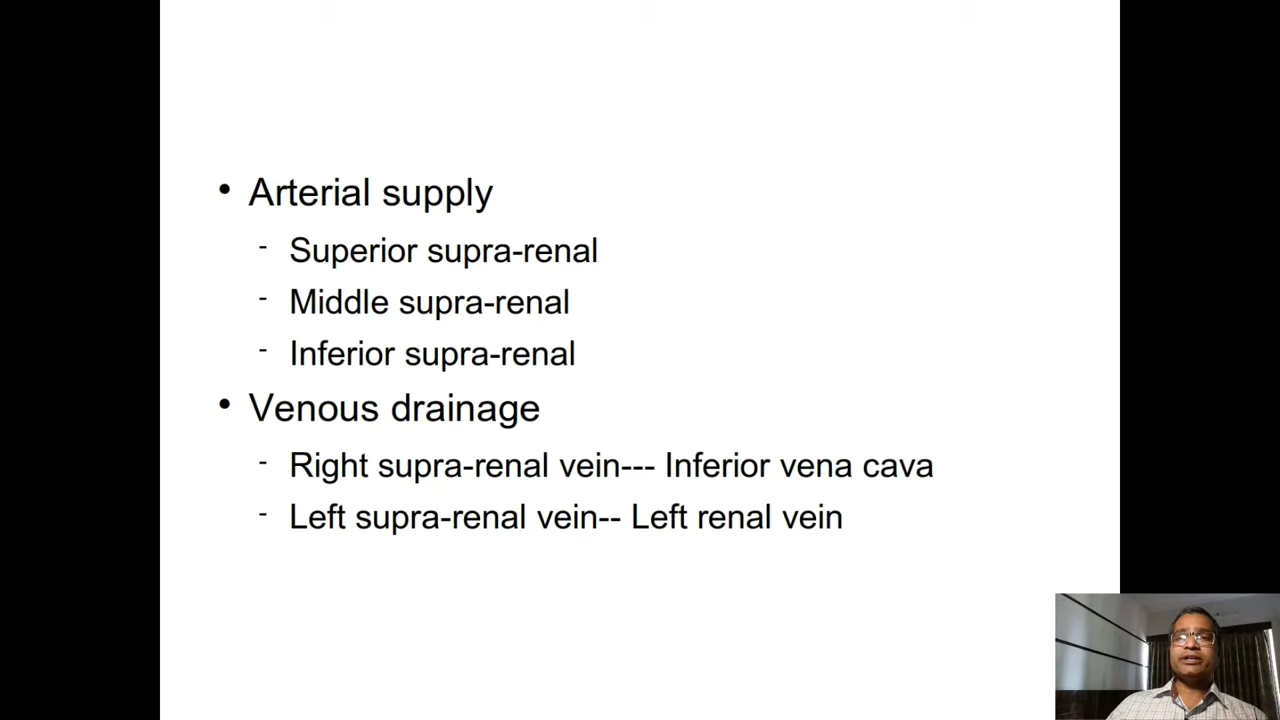 • Arterial supply
- Superior supra-renal
- Middle supra-renal
- Inferior supra-renal
• Venous drainage
- Right supra-renal vein--- Inferior vena cava
- Left supra-renal vein-- Left renal vein